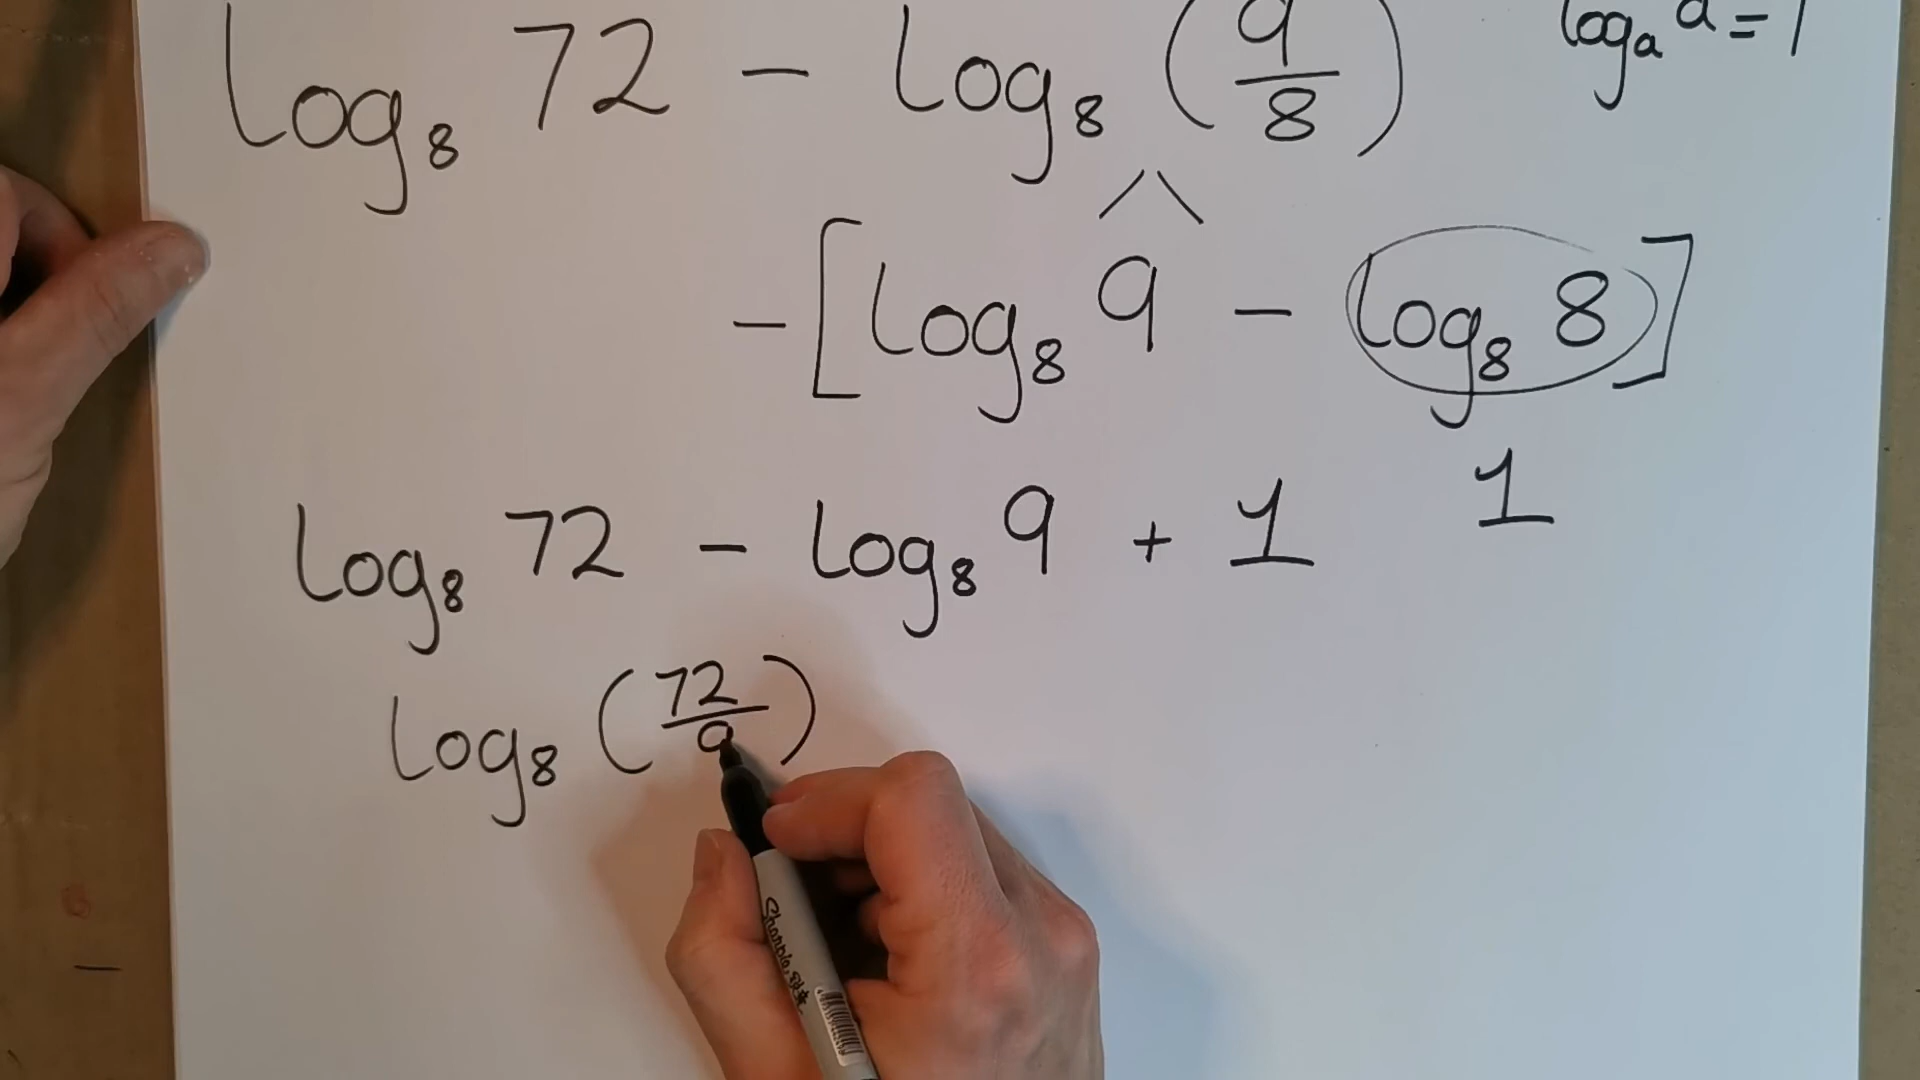 log₈ 72 − log₈ (9/8) logₐ a = 1
−[log₈ 9 − log₈ 8]
1
log₈ 72 − log₈ 9 + 1
log₈ (72/9)
Sharpie